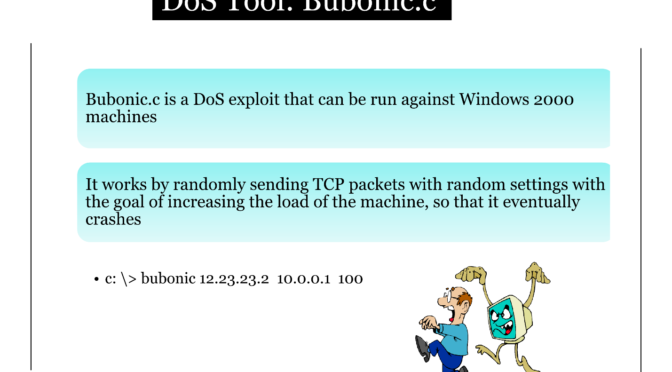 DoS Tool: Bubonic.c
Bubonic.c is a DoS exploit that can be run against Windows 2000
machines
It works by randomly sending TCP packets with random settings with
the goal of increasing the load of the machine, so that it eventually
crashes
• c: \> bubonic 12.23.23.2 10.0.0.1 100